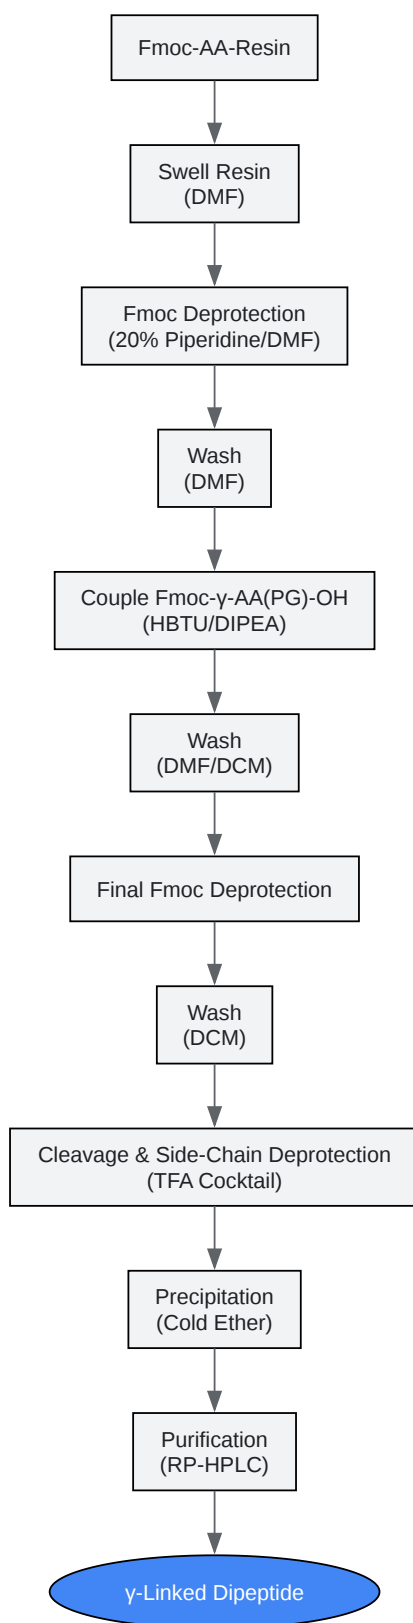 Fmoc-AA-Resin
Swell Resin
(DMF)
Fmoc Deprotection
(20% Piperidine/DMF)
Wash
(DMF)
Couple Fmoc-γ-AA(PG)-OH
(HBTU/DIPEA)
Wash
(DMF/DCM)
Final Fmoc Deprotection
Wash
(DCM)
Cleavage & Side-Chain Deprotection
(TFA Cocktail)
Precipitation
(Cold Ether)
Purification
(RP-HPLC)
γ-Linked Dipeptide